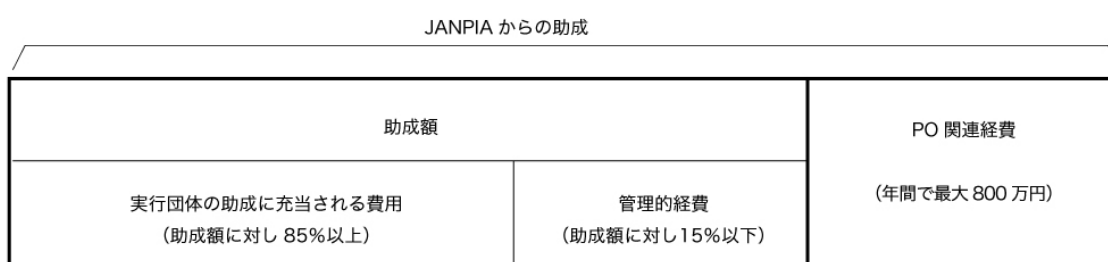 JANPIA からの助成
助成額
PO 関連経費
(年間で最大 800 万円)
実行団体の助成に充当される費用
(助成額に対し 85%以上)
管理的経費
(助成額に対し15%以下)